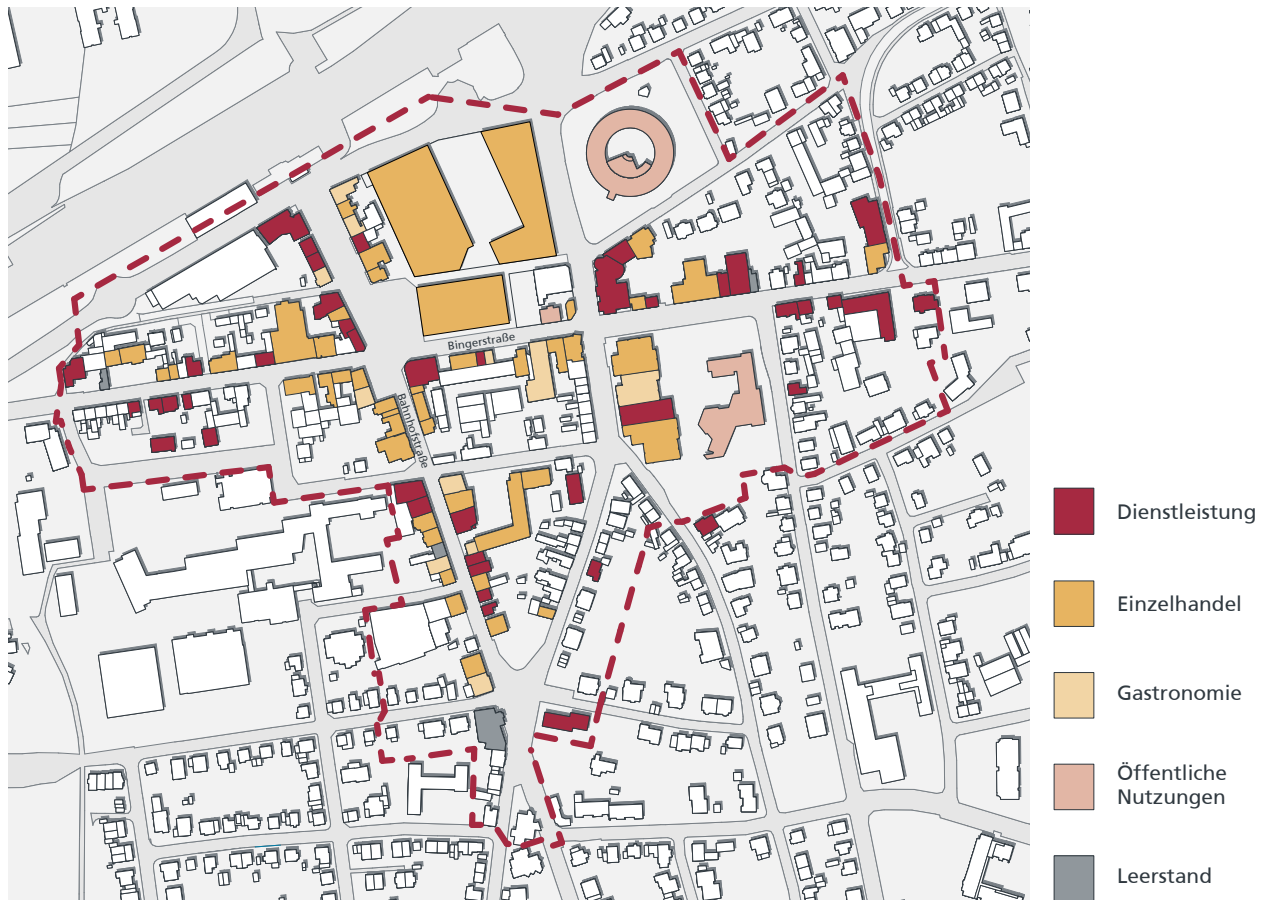 Bingerstraße
Bahnhofstraße
Dienstleistung
Einzelhandel
Gastronomie
Öffentliche
Nutzungen
Leerstand